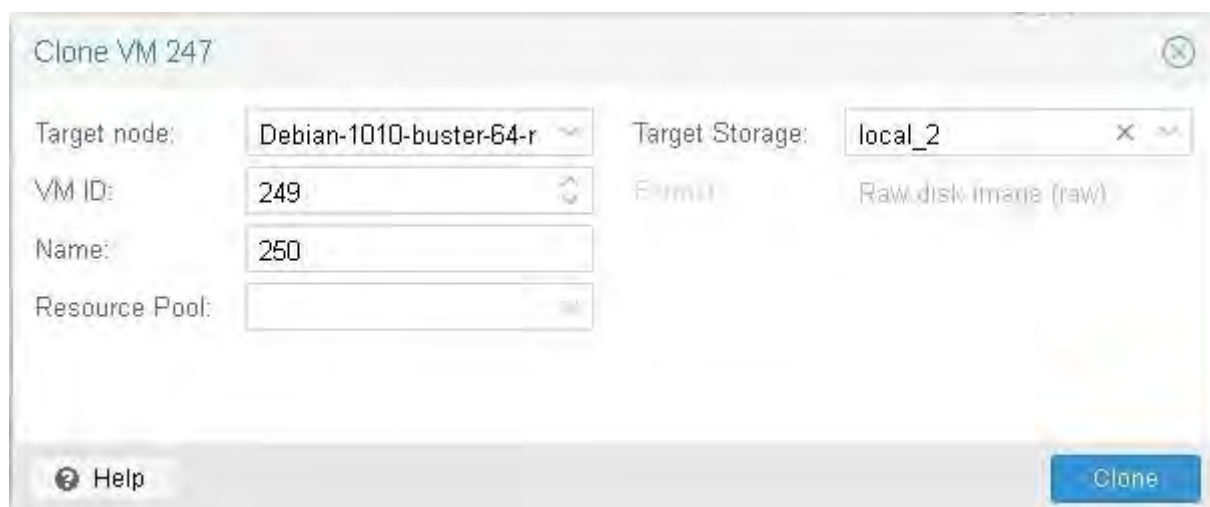 Clone VM 247
Target node: Debian-1010-buster-64-r Target Storage: local_2
VM ID: 249 Format: Raw disk image (raw)
Name: 250
Resource Pool:
Help Clone